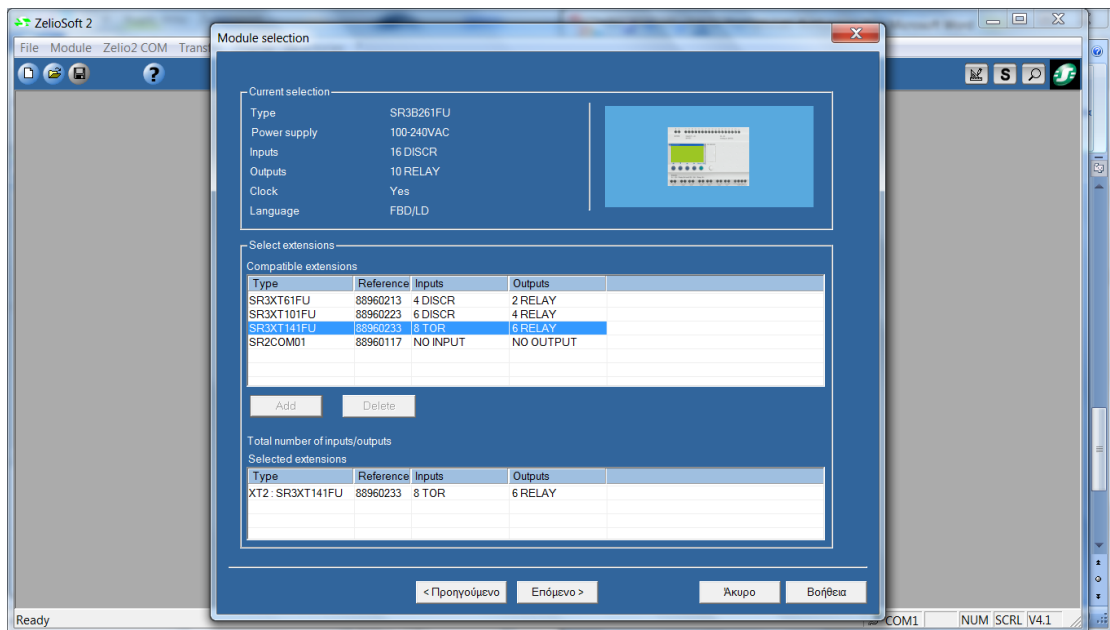 ZelioSoft 2
File Module Zelio2 COM Trans
Module selection
Current selection
Type SR3B261FU
Power supply 100-240VAC
Inputs 16 DISCR
Outputs 10 RELAY
Clock Yes
Language FBD/LD
Select extensions
Compatible extensions
Type Reference Inputs Outputs
SR3XT61FU 88960213 4 DISCR 2 RELAY
SR3XT101FU 88960223 6 DISCR 4 RELAY
SR3XT141FU 88960233 8 TOR 6 RELAY
SR2COM01 88960117 NO INPUT NO OUTPUT
Add Delete
Total number of inputs/outputs
Selected extensions
Type Reference Inputs Outputs
XT2 : SR3XT141FU 88960233 8 TOR 6 RELAY
< Προηγούμενο Επόμενο > Άκυρο Βοήθεια
Ready COM1 NUM SCRL V4.1